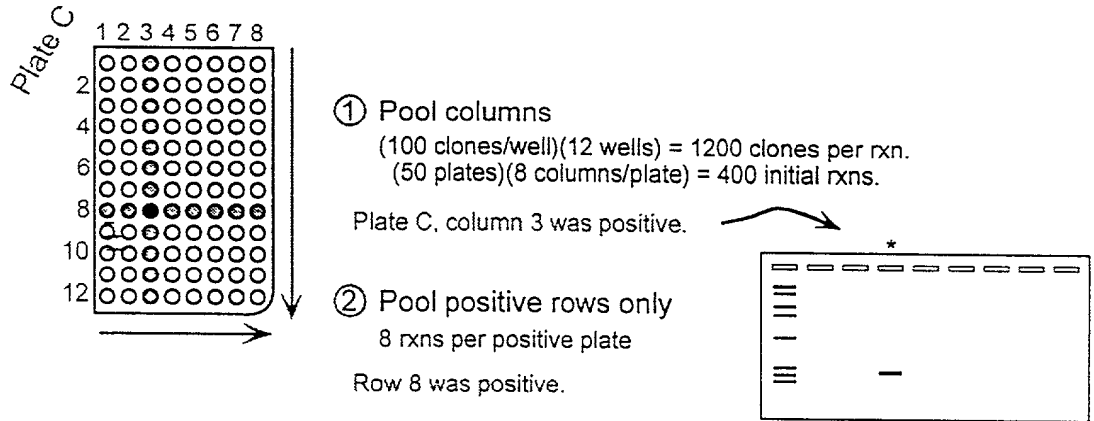 Plate C
1 2 3 4 5 6 7 8
2
4
6
8
10
12
① Pool columns
(100 clones/well)(12 wells) = 1200 clones per rxn.
(50 plates)(8 columns/plate) = 400 initial rxns.
Plate C, column 3 was positive.
*
② Pool positive rows only
8 rxns per positive plate
Row 8 was positive.